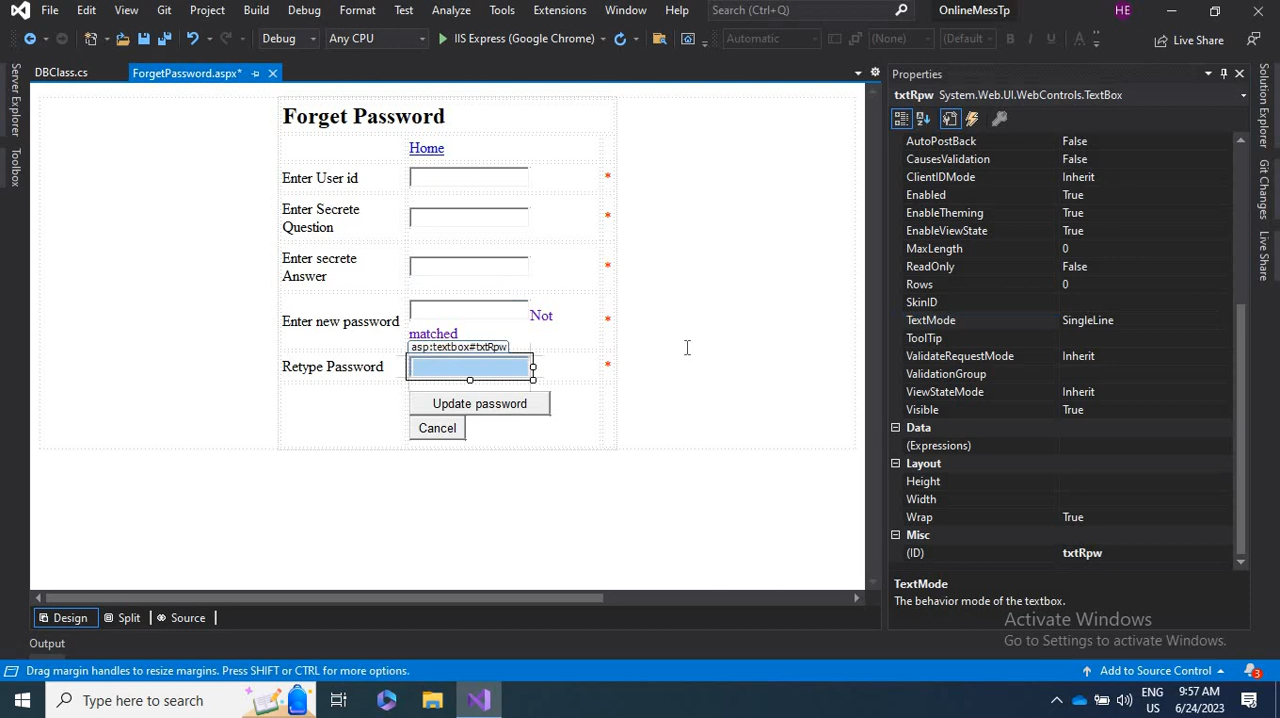 File Edit View Git Project Build Debug Format Test Analyze Tools Extensions Window Help Search (Ctrl+Q) OnlineMessTp HE
Debug Any CPU IIS Express (Google Chrome) Automatic (None) (Default B I U A Live Share
DBClass.cs ForgetPassword.aspx*
Server Explorer
Toolbox
Forget Password
Home
Enter User id *
Enter Secrete
Question *
Enter secrete
Answer *
Enter new password Not
matched *
asp:textbox#txtRpw
Retype Password *
Update password
Cancel
Design Split Source
Output
Properties
txtRpw System.Web.UI.WebControls.TextBox
AutoPostBack False
CausesValidation False
ClientIDMode Inherit
Enabled True
EnableTheming True
EnableViewState True
MaxLength 0
ReadOnly False
Rows 0
SkinID
TextMode SingleLine
ToolTip
ValidateRequestMode Inherit
ValidationGroup
ViewStateMode Inherit
Visible True
Data
(Expressions)
Layout
Height
Width
Wrap True
Misc
(ID) txtRpw
TextMode
The behavior mode of the textbox.
Solution Explorer
Git Changes
Live Share
Activate Windows
Go to Settings to activate Windows.
Drag margin handles to resize margins. Press SHIFT or CTRL for more options. Add to Source Control 3
Type here to search ENG
US 9:57 AM
6/24/2023